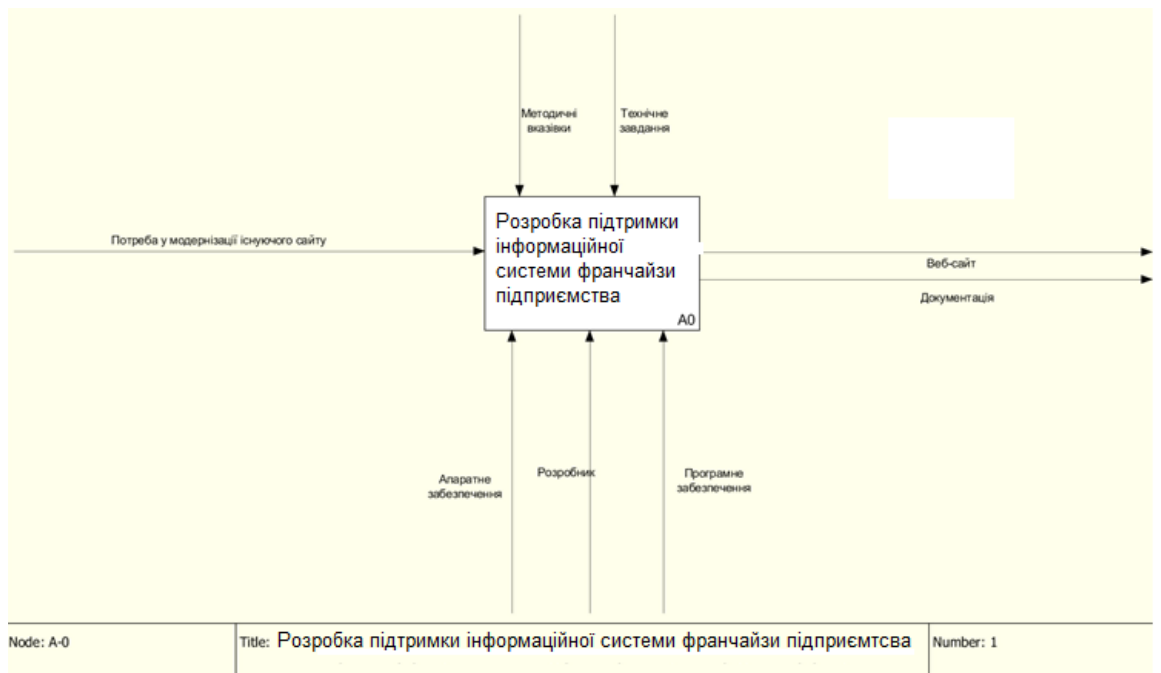 Методичні
вказівки
Технічне
завдання
Розробка підтримки
інформаційної
системи франчайзи
підприємства
A0
Потреба у модернізації існуючого сайту
Веб-сайт
Документація
Апаратне
забезпечення
Розробник
Програмне
забезпечення
Node: A-0
Title: Розробка підтримки інформаційної системи франчайзи підприємтсва
Number: 1